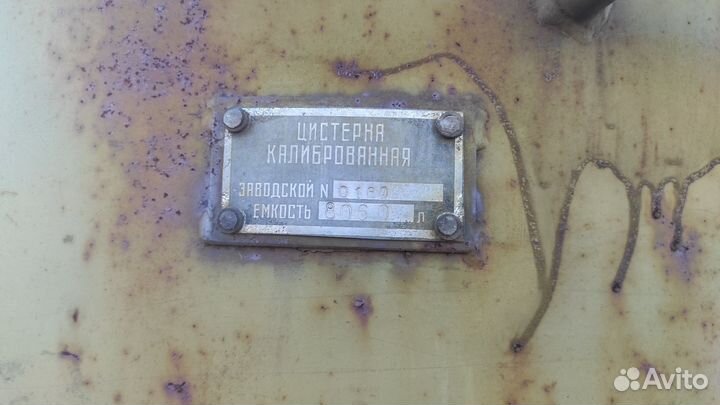 ЦИСТЕРНА
КАЛИБРОВАННАЯ
ЗАВОДСКОЙ N
ЕМКОСТЬ 8060 Л
Avito